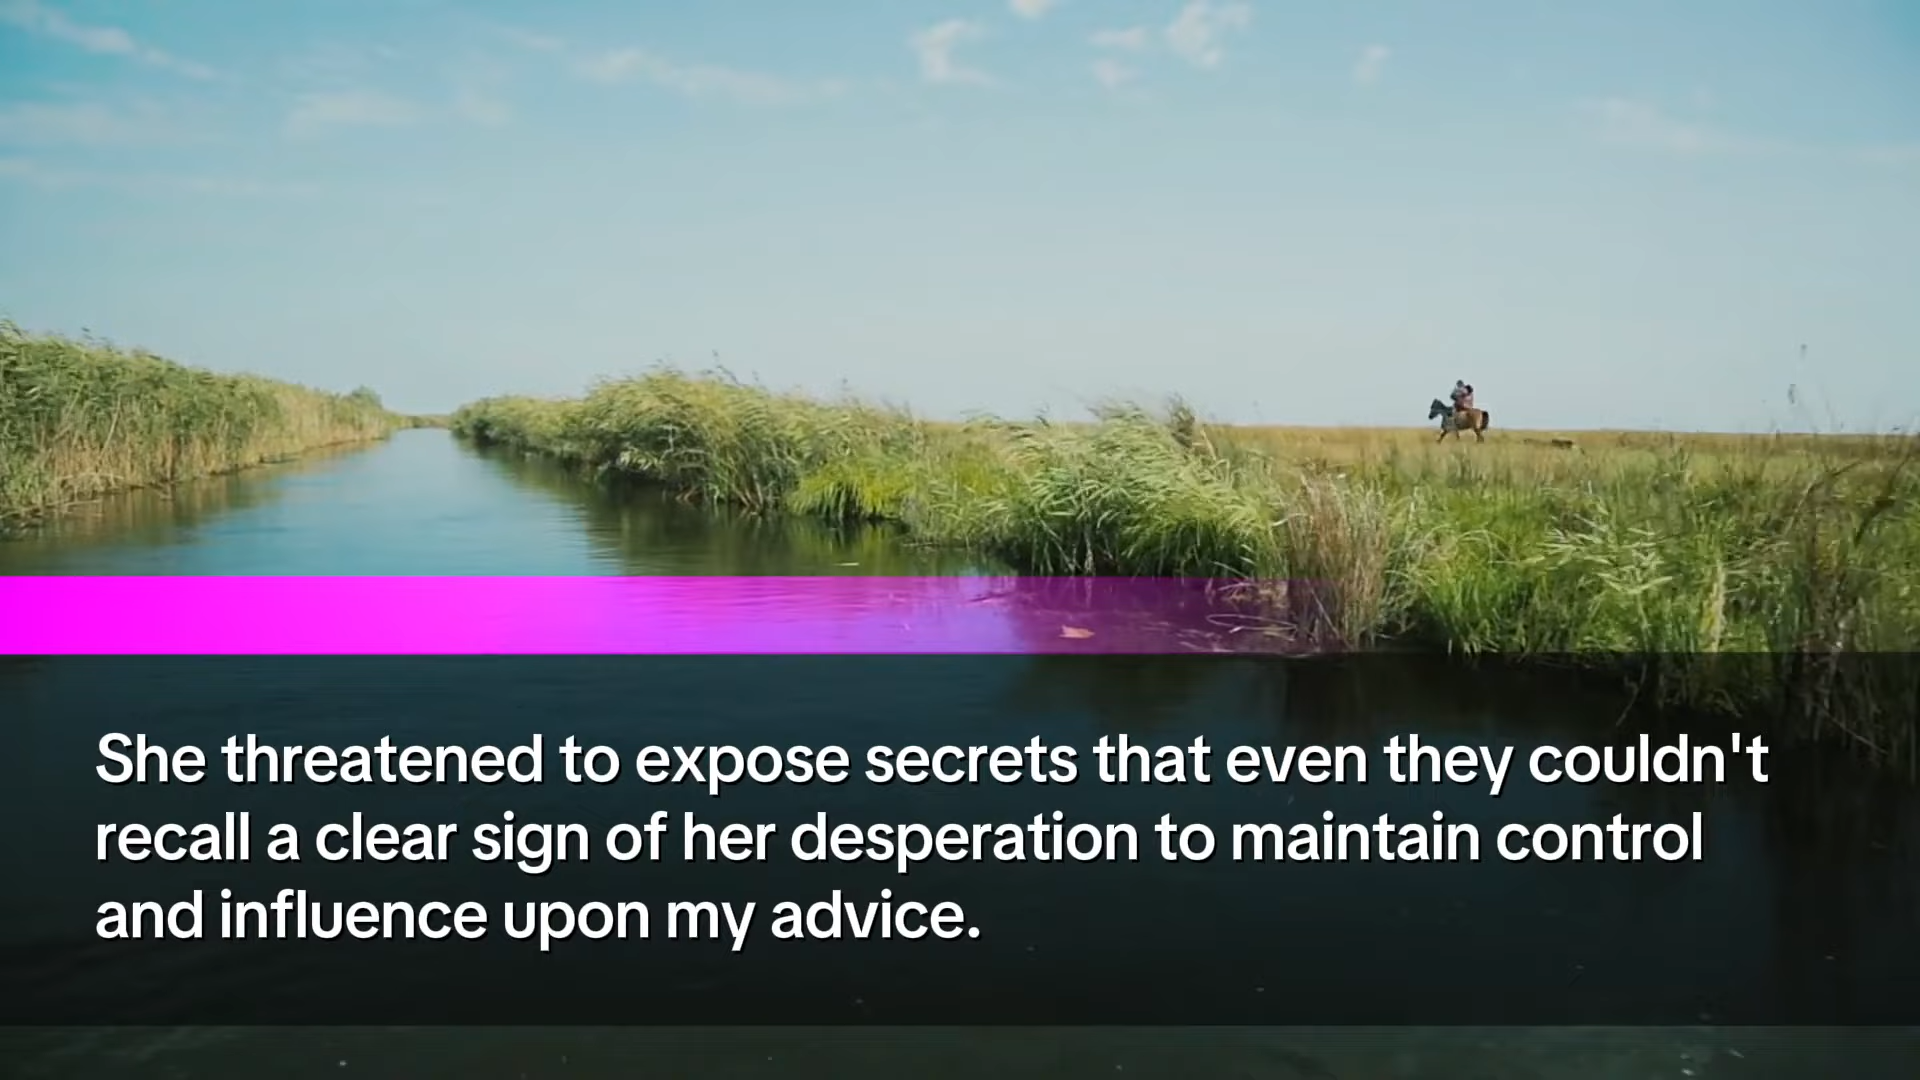 She threatened to expose secrets that even they couldn't
recall a clear sign of her desperation to maintain control
and influence upon my advice.